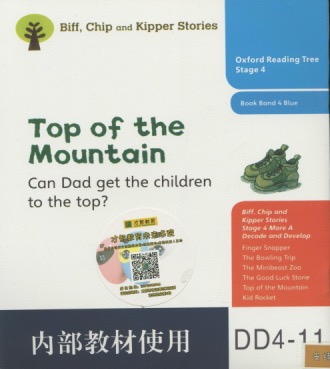 Biff, Chip and Kipper Stories
Oxford Reading Tree
Stage 4
Book Band 4 Blue
Top of the
Mountain
Can Dad get the children
to the top?
Biff, Chip and
Kipper Stories
Stage 4 More A
Decode and Develop
Finger Snapper
The Bowling Trip
The Minibeast Zoo
The Good Luck Stone
Top of the Mountain
Kid Rocket
内部教材使用
DD4-11